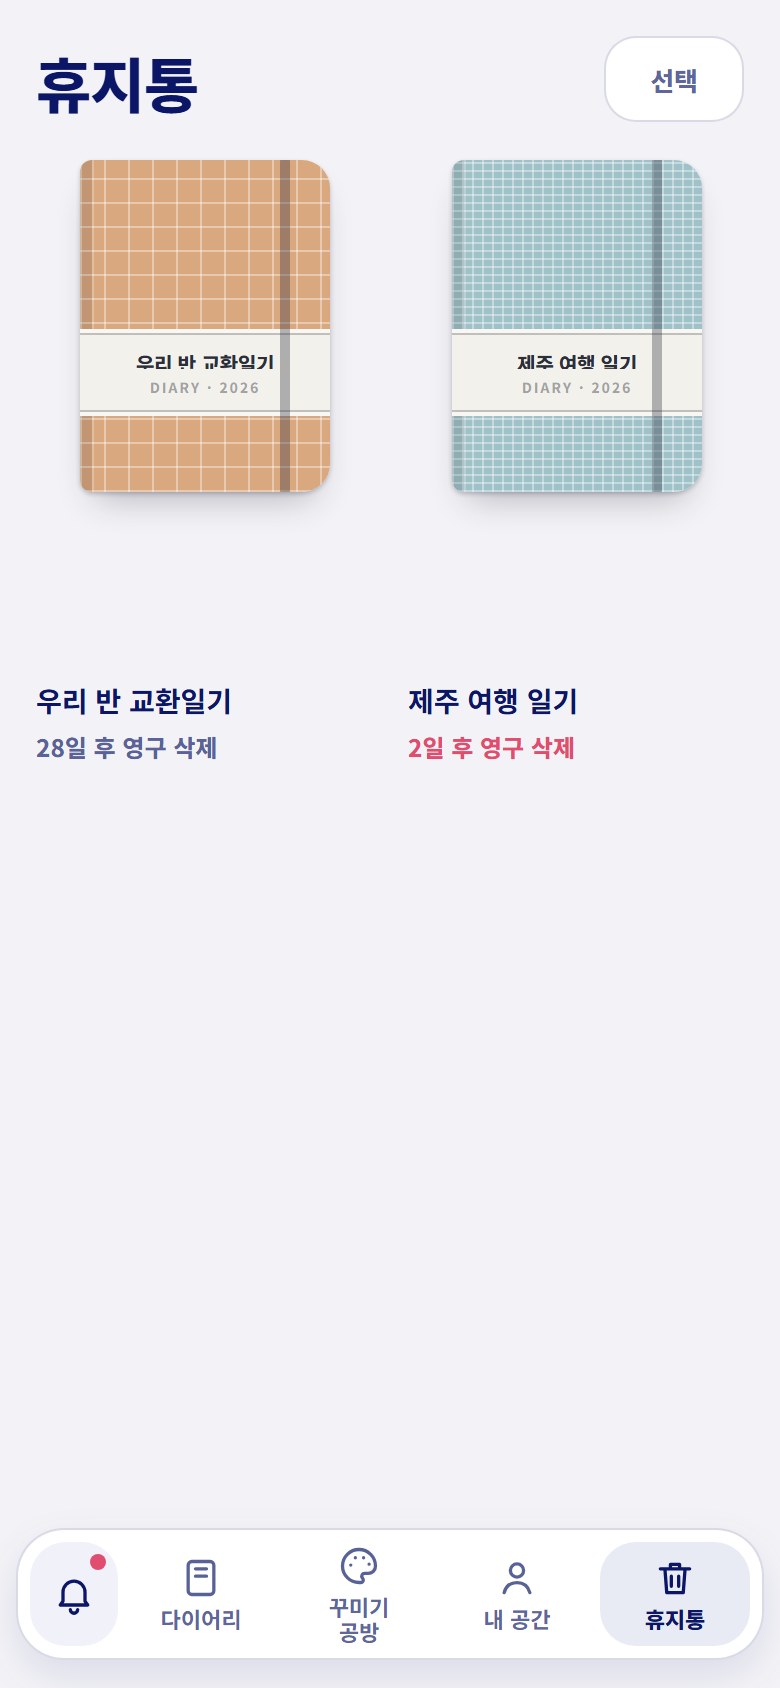 휴지통
선택
우리 반 교환일기
DIARY · 2026
제주 여행 일기
DIARY · 2026
우리 반 교환일기
28일 후 영구 삭제
제주 여행 일기
2일 후 영구 삭제
다이어리
꾸미기
공방
내 공간
휴지통